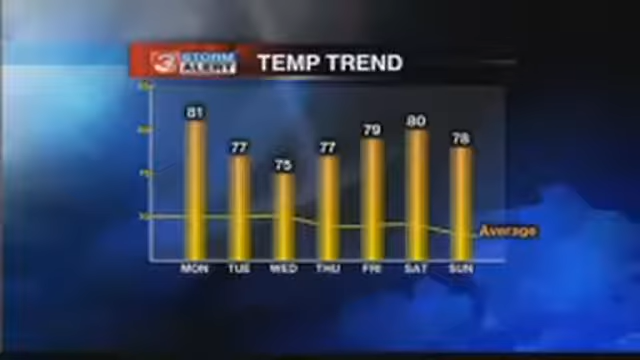 3 STORM ALERT
TEMP TREND
81
77
75
77
79
80
78
Average
MON TUE WED THU FRI SAT SUN